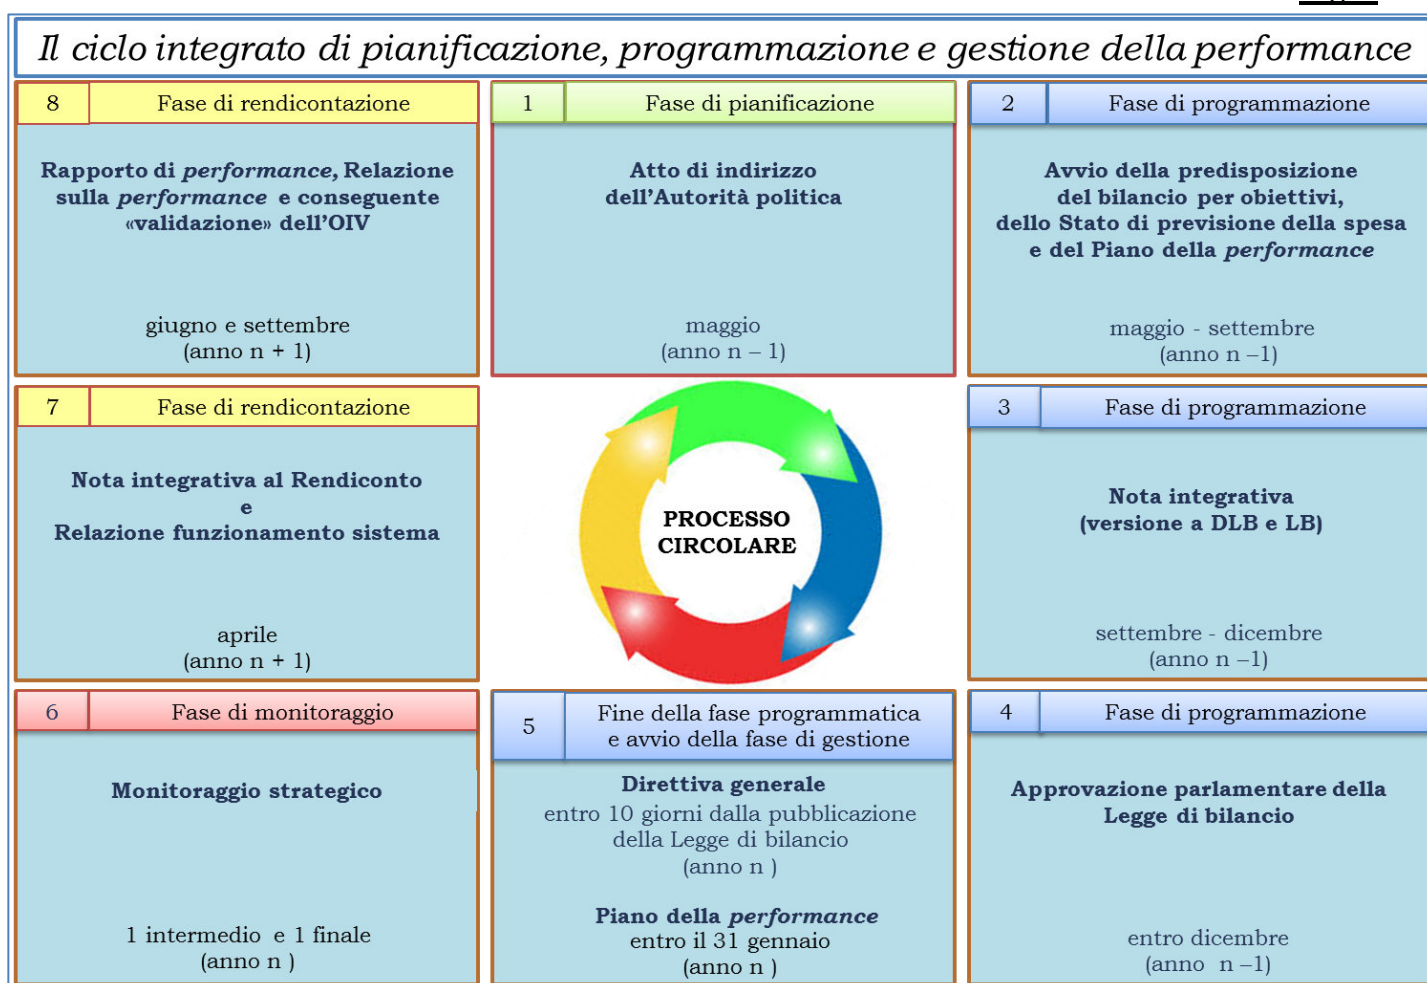 Il ciclo integrato di pianificazione, programmazione e gestione della performance
8 Fase di rendicontazione
Rapporto di performance, Relazione
sulla performance e conseguente
«validazione» dell’OIV
giugno e settembre
(anno n + 1)
1 Fase di pianificazione
Atto di indirizzo
dell’Autorità politica
maggio
(anno n – 1)
2 Fase di programmazione
Avvio della predisposizione
del bilancio per obiettivi,
dello Stato di previsione della spesa
e del Piano della performance
maggio - settembre
(anno n –1)
7 Fase di rendicontazione
Nota integrativa al Rendiconto
e
Relazione funzionamento sistema
aprile
(anno n + 1)
PROCESSO
CIRCOLARE
3 Fase di programmazione
Nota integrativa
(versione a DLB e LB)
settembre - dicembre
(anno n –1)
6 Fase di monitoraggio
Monitoraggio strategico
1 intermedio e 1 finale
(anno n )
5 Fine della fase programmatica
e avvio della fase di gestione
Direttiva generale
entro 10 giorni dalla pubblicazione
della Legge di bilancio
(anno n )
Piano della performance
entro il 31 gennaio
(anno n )
4 Fase di programmazione
Approvazione parlamentare della
Legge di bilancio
entro dicembre
(anno n –1)